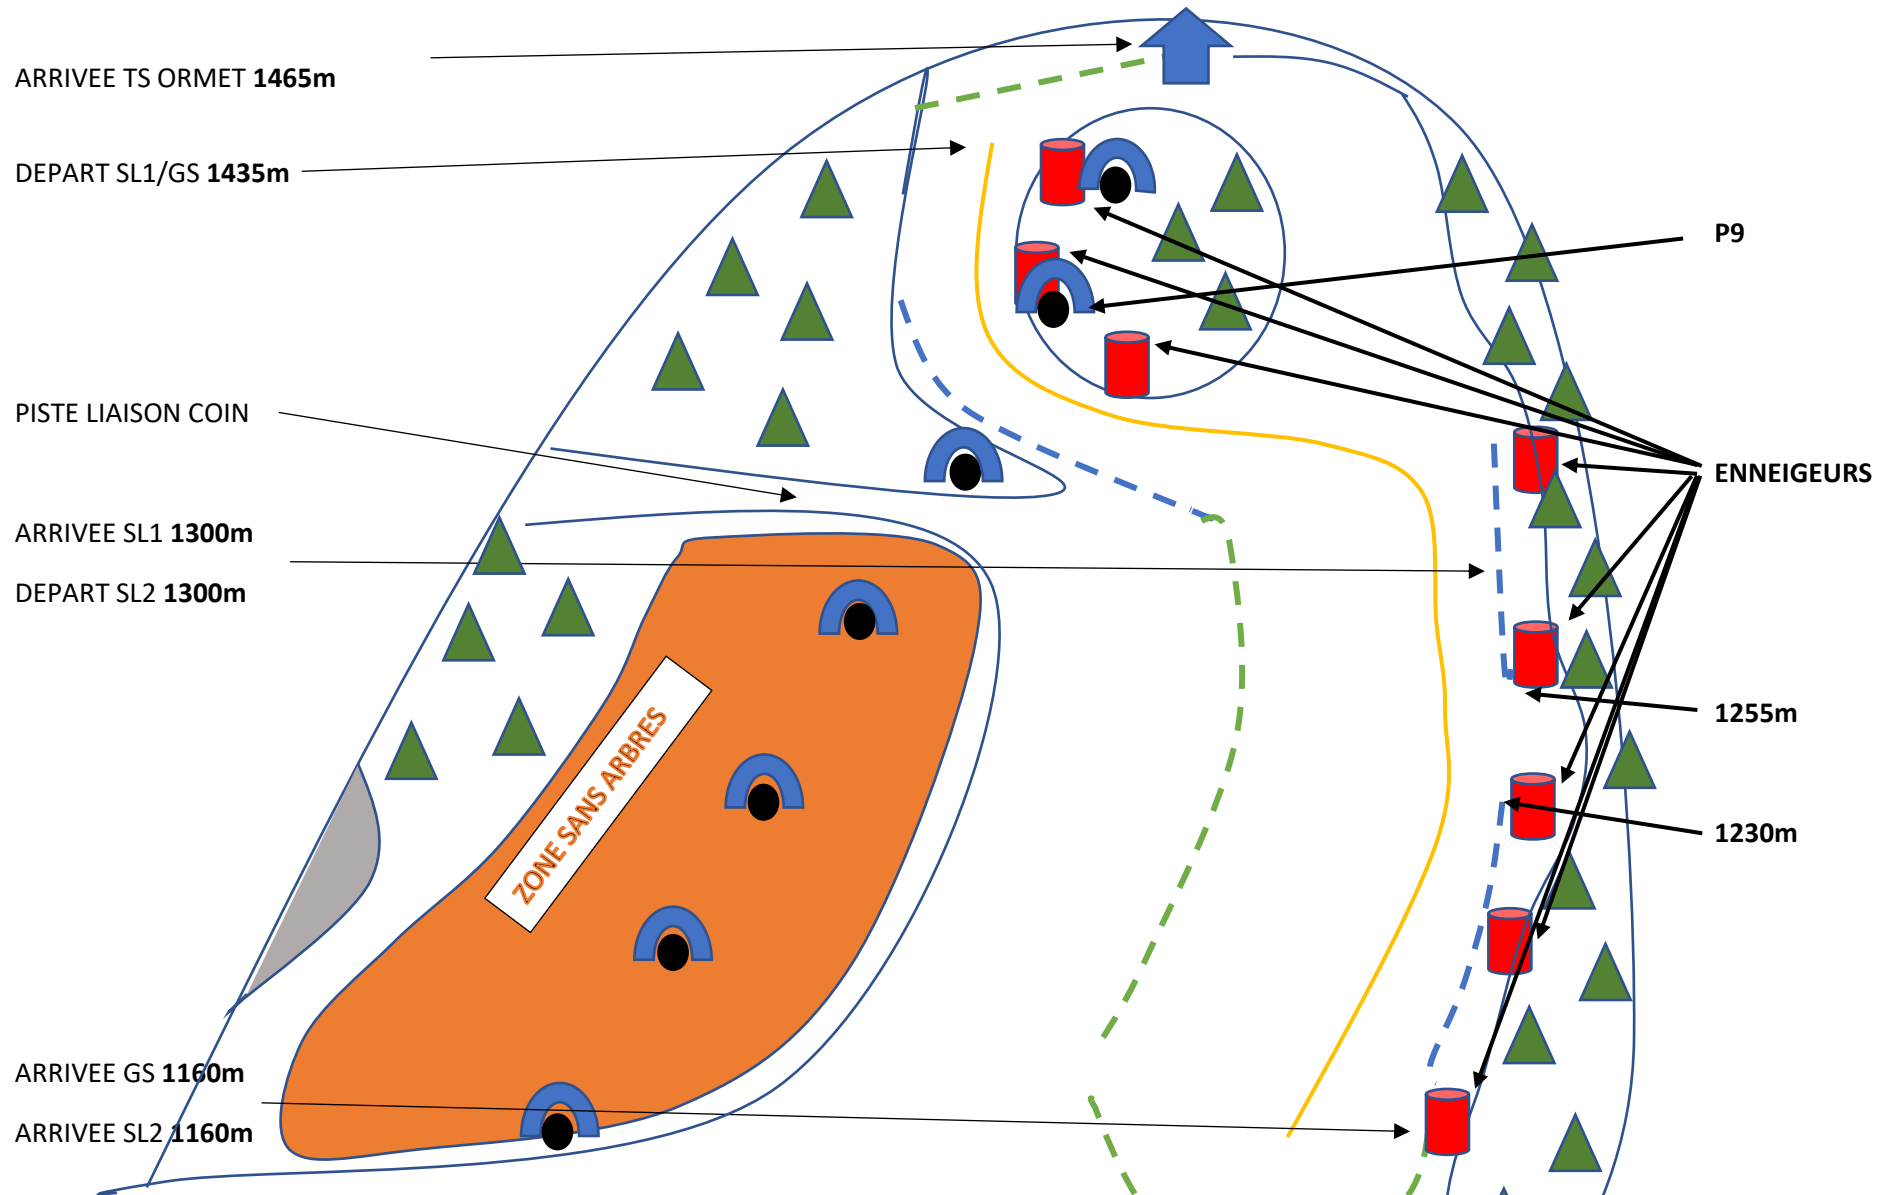 ARRIVEE TS ORMET 1465m
DEPART SL1/GS 1435m
P9
PISTE LIAISON COIN
ENNEIGEURS
ARRIVEE SL1 1300m
DEPART SL2 1300m
1255m
ZONE SANS ARBRES
1230m
ARRIVEE GS 1160m
ARRIVEE SL2 1160m